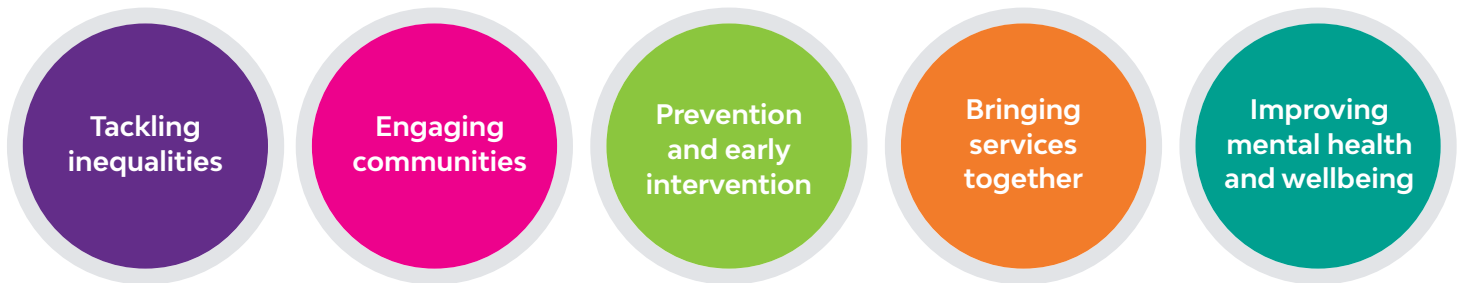 Tackling
inequalities
Engaging
communities
Prevention
and early
intervention
Bringing
services
together
Improving
mental health
and wellbeing